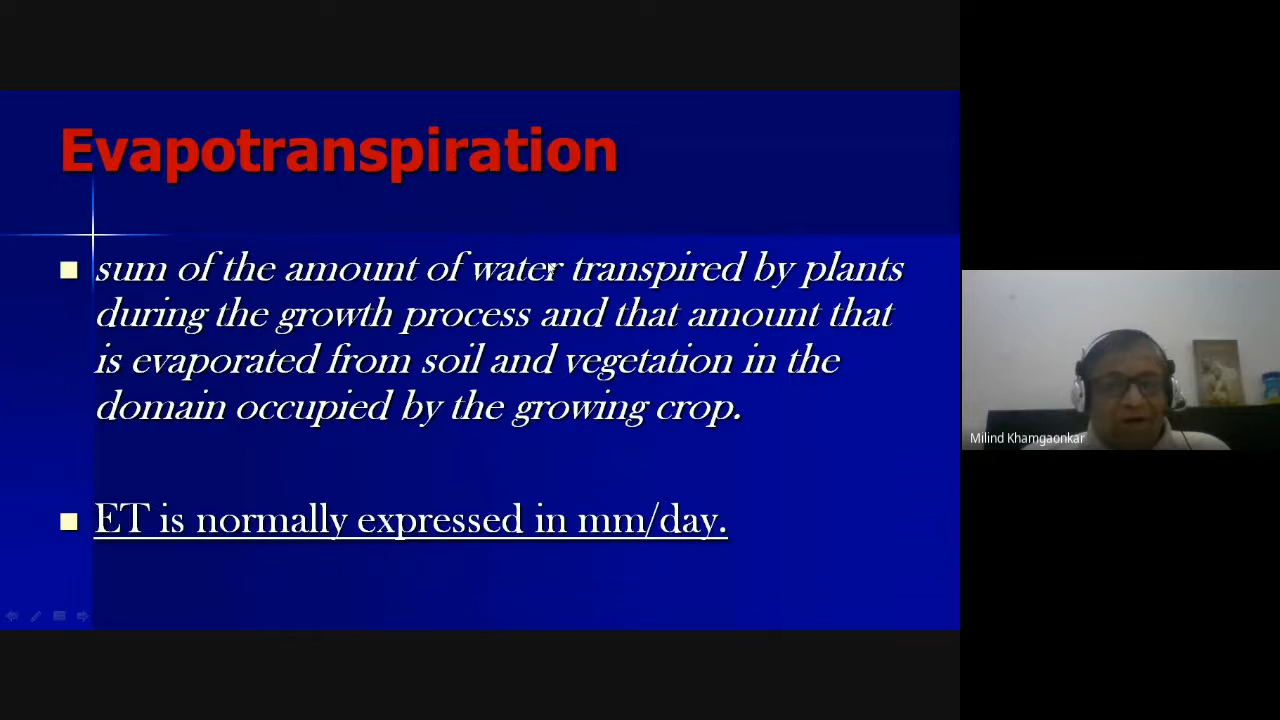 Evapotranspiration
sum of the amount of water transpired by plants
during the growth process and that amount that
is evaporated from soil and vegetation in the
domain occupied by the growing crop.
ET is normally expressed in mm/day.
Milind Khamgaonkar